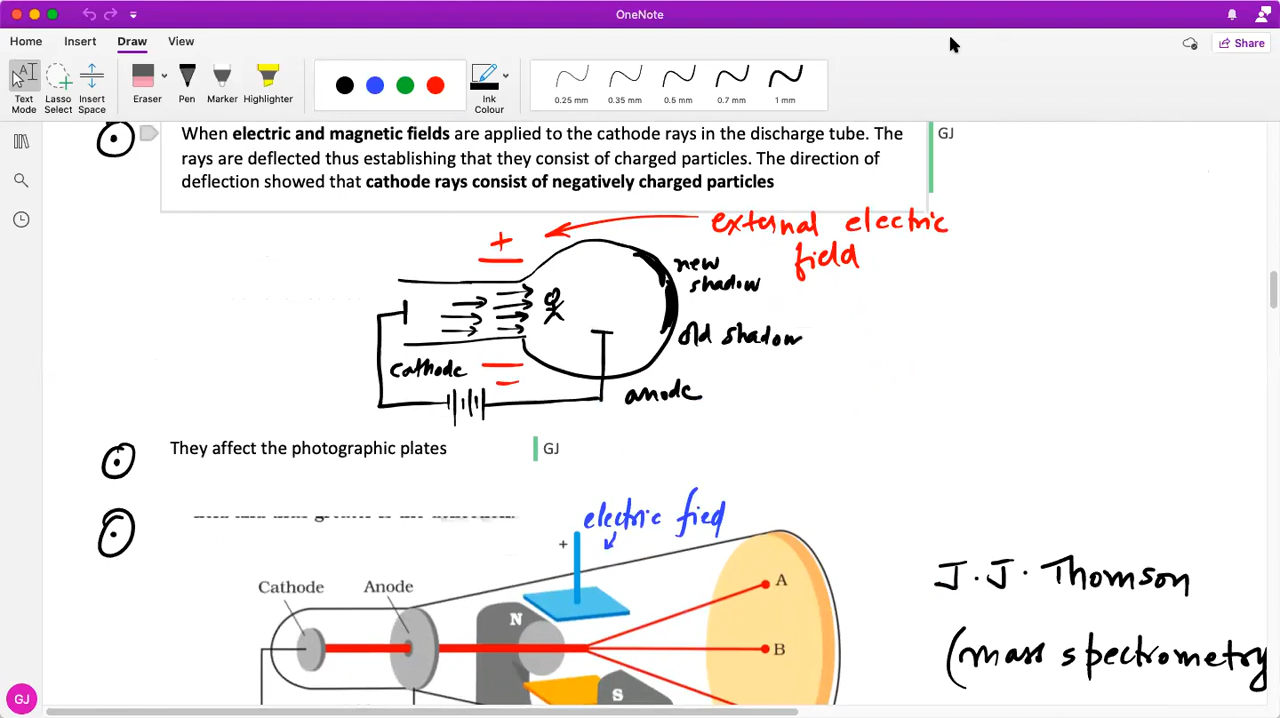 OneNote
Home Insert Draw View
Share
Text Mode
Lasso Select
Insert Space
Eraser
Pen
Marker
Highlighter
Ink Colour
0.25 mm
0.35 mm
0.5 mm
0.7 mm
1 mm
When electric and magnetic fields are applied to the cathode rays in the discharge tube. The
rays are deflected thus establishing that they consist of charged particles. The direction of
deflection showed that cathode rays consist of negatively charged particles
GJ
external electric
field
+
new
shadow
old shadow
cathode
anode
They affect the photographic plates
GJ
electric fied
+
Cathode
Anode
A
N
B
S
J.J. Thomson
(mass spectrometry
GJ